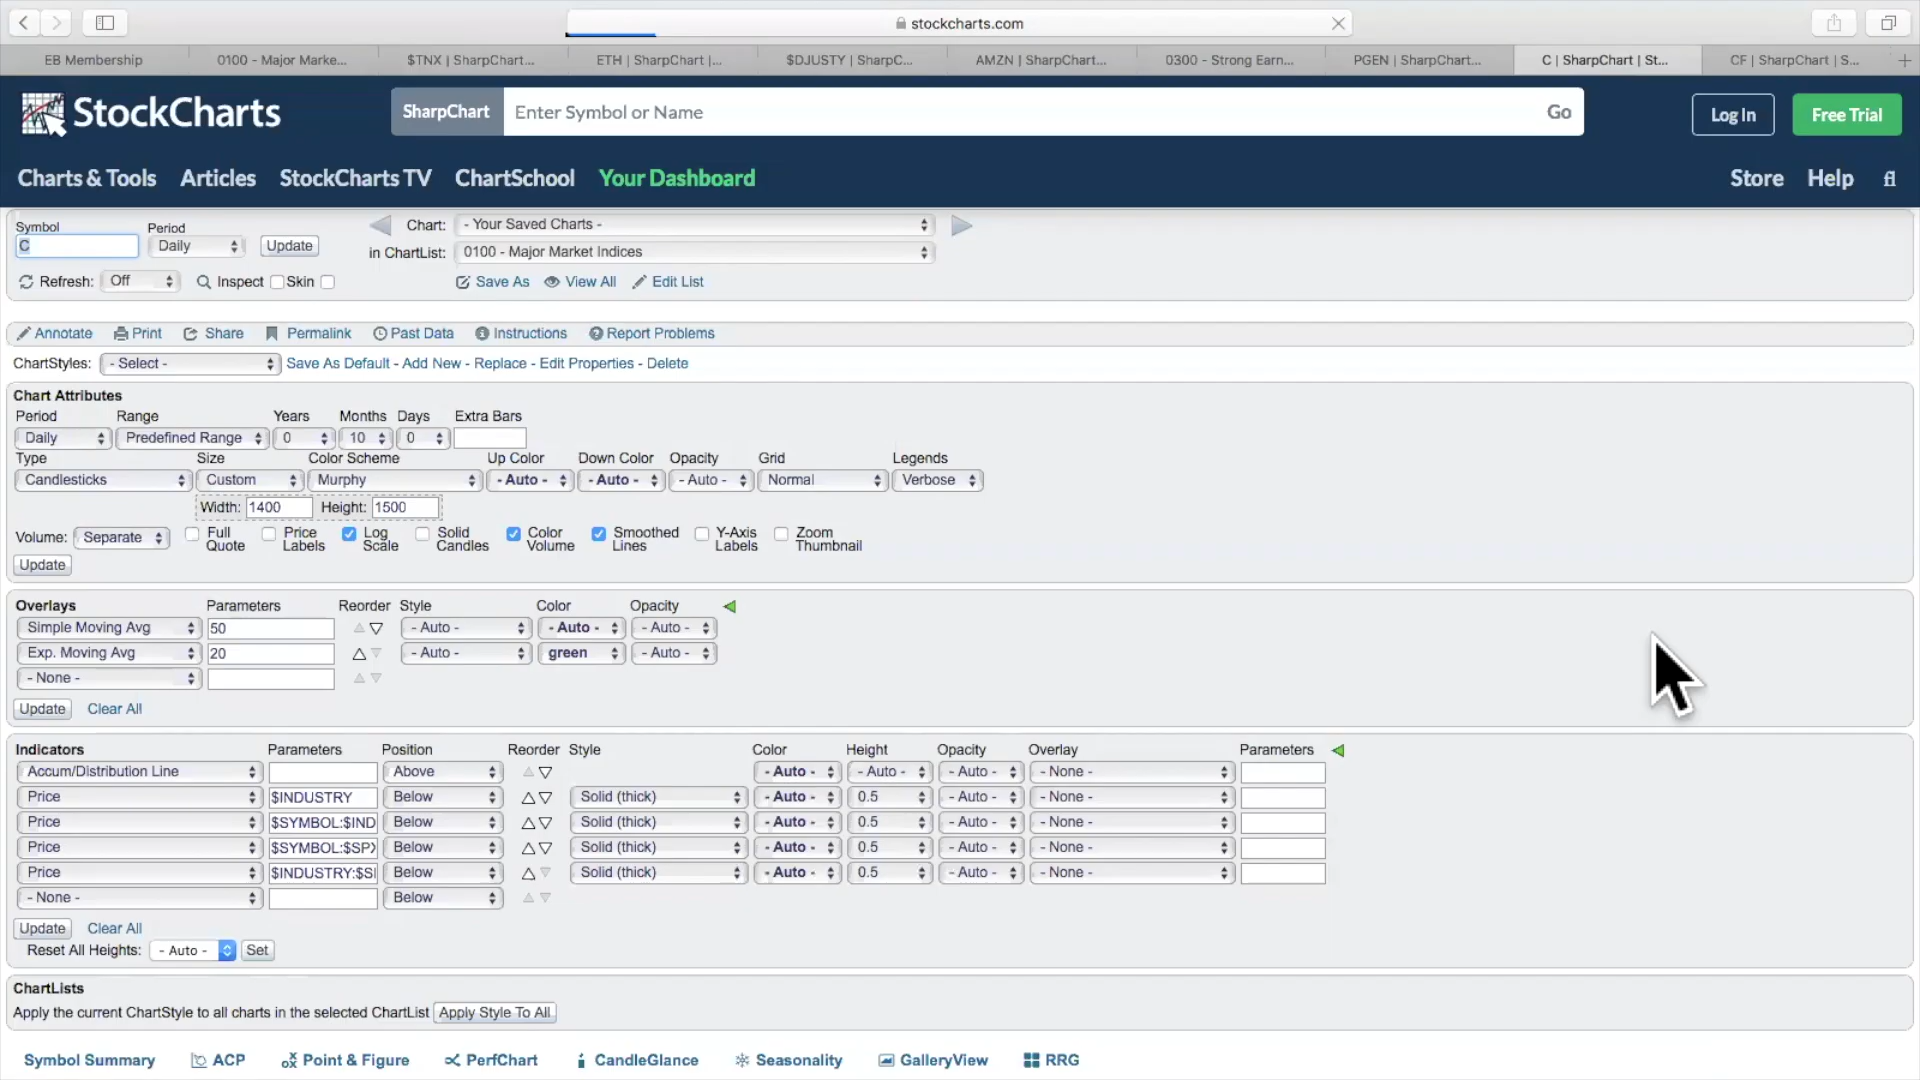 stockcharts.com
EB Membership
0100 - Major Marke...
$TNX | SharpChart...
ETH | SharpChart |...
$DJUSTY | SharpC...
AMZN | SharpChart...
0300 - Strong Earn...
PGEN | SharpChart...
C | SharpChart | St...
CF | SharpChart | S...
StockCharts
SharpChart
Enter Symbol or Name
Go
Log In
Free Trial
Charts & Tools
Articles
StockCharts TV
ChartSchool
Your Dashboard
Store
Help
Symbol
Period
Chart:
- Your Saved Charts -
C
Daily
Update
in ChartList:
0100 - Major Market Indices
Refresh:
Off
Inspect
Skin
Save As
View All
Edit List
Annotate
Print
Share
Permalink
Past Data
Instructions
Report Problems
ChartStyles:
- Select -
Save As Default - Add New - Replace - Edit Properties - Delete
Chart Attributes
Period Range Years Months Days Extra Bars
Daily Predefined Range 0 10 0
Type Size Color Scheme Up Color Down Color Opacity Grid Legends
Candlesticks Custom Murphy - Auto - - Auto - - Auto - Normal Verbose
Width: 1400 Height: 1500
Volume: Separate
Full Quote
Price Labels
Log Scale
Solid Candles
Color Volume
Smoothed Lines
Y-Axis Labels
Zoom Thumbnail
Update
Overlays Parameters Reorder Style Color Opacity
Simple Moving Avg 50 - Auto - - Auto - - Auto -
Exp. Moving Avg 20 - Auto - green - Auto -
- None -
Update Clear All
Indicators Parameters Position Reorder Style Color Height Opacity Overlay Parameters
Accum/Distribution Line Above - Auto - - Auto - - Auto - - None -
Price $INDUSTRY Below Solid (thick) - Auto - 0.5 - Auto - - None -
Price $SYMBOL:$IND Below Solid (thick) - Auto - 0.5 - Auto - - None -
Price $SYMBOL:$SPX Below Solid (thick) - Auto - 0.5 - Auto - - None -
Price $INDUSTRY:$S Below Solid (thick) - Auto - 0.5 - Auto - - None -
- None - Below
Update Clear All
Reset All Heights: - Auto - Set
ChartLists
Apply the current ChartStyle to all charts in the selected ChartList Apply Style To All
Symbol Summary
ACP
Point & Figure
PerfChart
CandleGlance
Seasonality
GalleryView
RRG